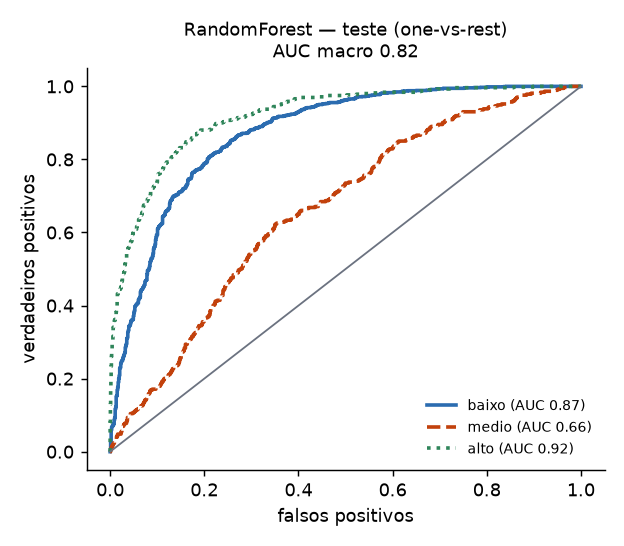 RandomForest — teste (one-vs-rest)
AUC macro 0.82
verdadeiros positivos
1.0
0.8
0.6
0.4
0.2
0.0
baixo (AUC 0.87)
medio (AUC 0.66)
alto (AUC 0.92)
0.0 0.2 0.4 0.6 0.8 1.0
falsos positivos